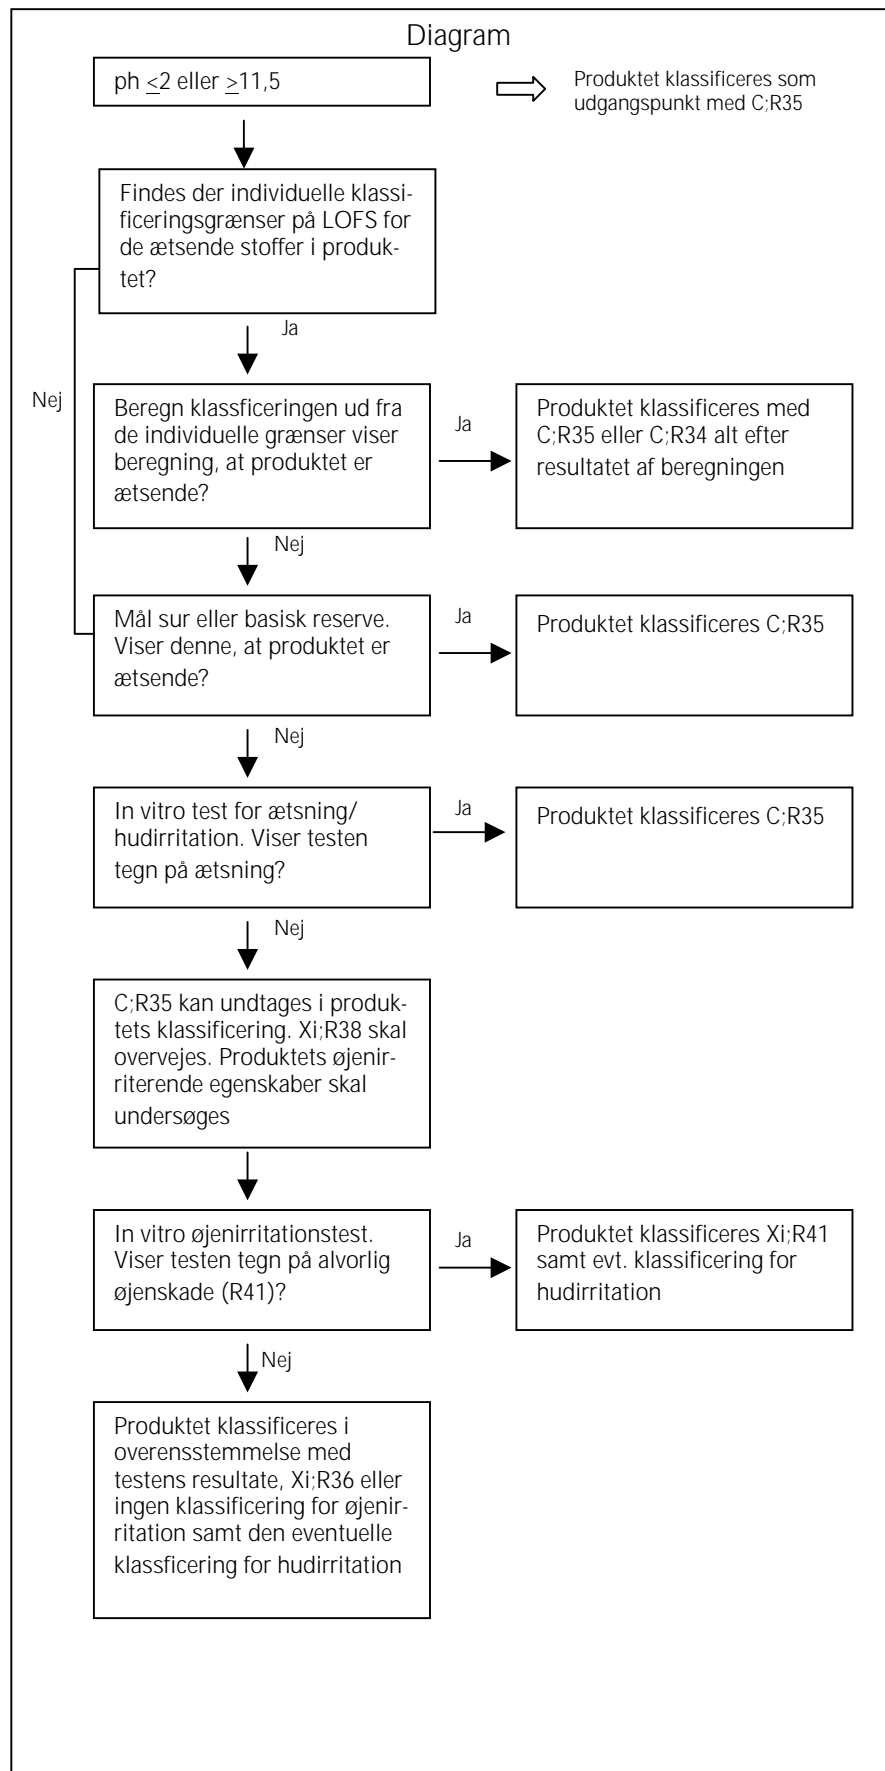 Diagram
ph <2 eller >11,5
Produktet klassificeres som
udgangspunkt med C;R35
Findes der individuelle klassi-
ficeringsgrænser på LOFS for
de ætsende stoffer i produk-
tet?
Ja
Nej
Beregn klassficeringen ud fra
de individuelle grænser viser
beregning, at produktet er
ætsende?
Ja
Produktet klassificeres med
C;R35 eller C;R34 alt efter
resultatet af beregningen
Nej
Mål sur eller basisk reserve.
Viser denne, at produktet er
ætsende?
Ja
Produktet klassificeres C;R35
Nej
In vitro test for ætsning/
hudirritation. Viser testen
tegn på ætsning?
Ja
Produktet klassificeres C;R35
Nej
C;R35 kan undtages i produk-
tets klassificering. Xi;R38 skal
overvejes. Produktets øjenir-
riterende egenskaber skal
undersøges
In vitro øjenirritationstest.
Viser testen tegn på alvorlig
øjenskade (R41)?
Ja
Produktet klassificeres Xi;R41
samt evt. klassificering for
hudirritation
Nej
Produktet klassificeres i
overensstemmelse med
testens resultate, Xi;R36 eller
ingen klassificering for øjenir-
ritation samt den eventuelle
klassficering for hudirritation